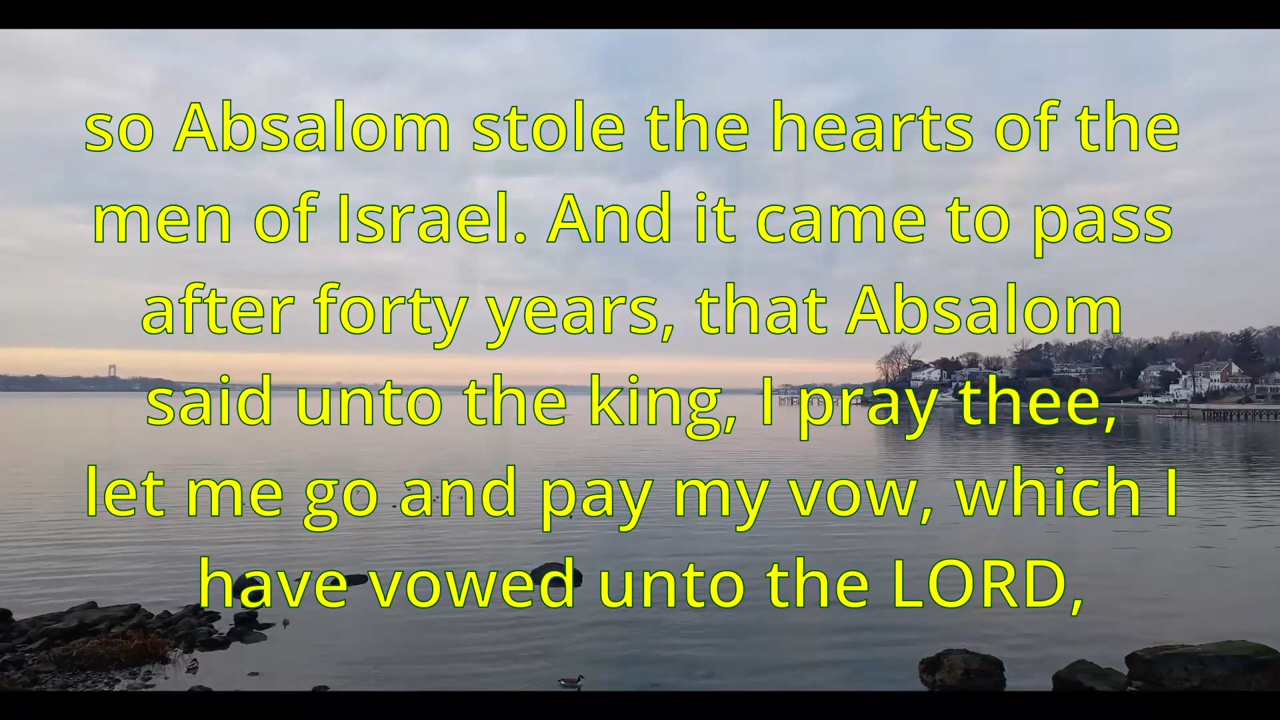 so Absalom stole the hearts of the
men of Israel. And it came to pass
after forty years, that Absalom
said unto the king, I pray thee,
let me go and pay my vow, which I
have vowed unto the LORD,